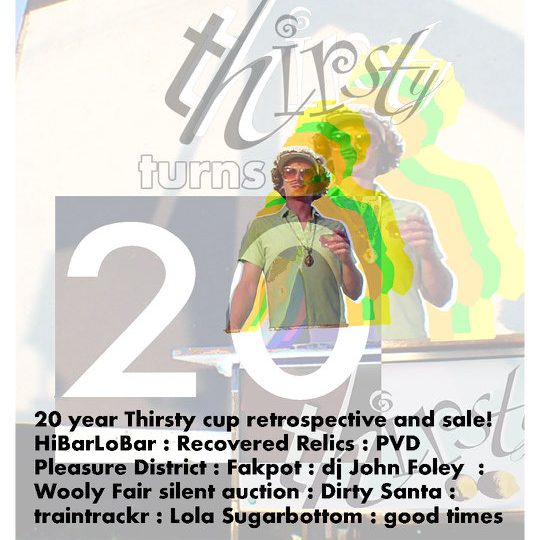 thirsty
turns
20
20 year Thirsty cup retrospective and sale!
HiBarLoBar : Recovered Relics : PVD
Pleasure District : Fakpot : dj John Foley :
Wooly Fair silent auction : Dirty Santa :
traintrackr : Lola Sugarbottom : good times
thirsty